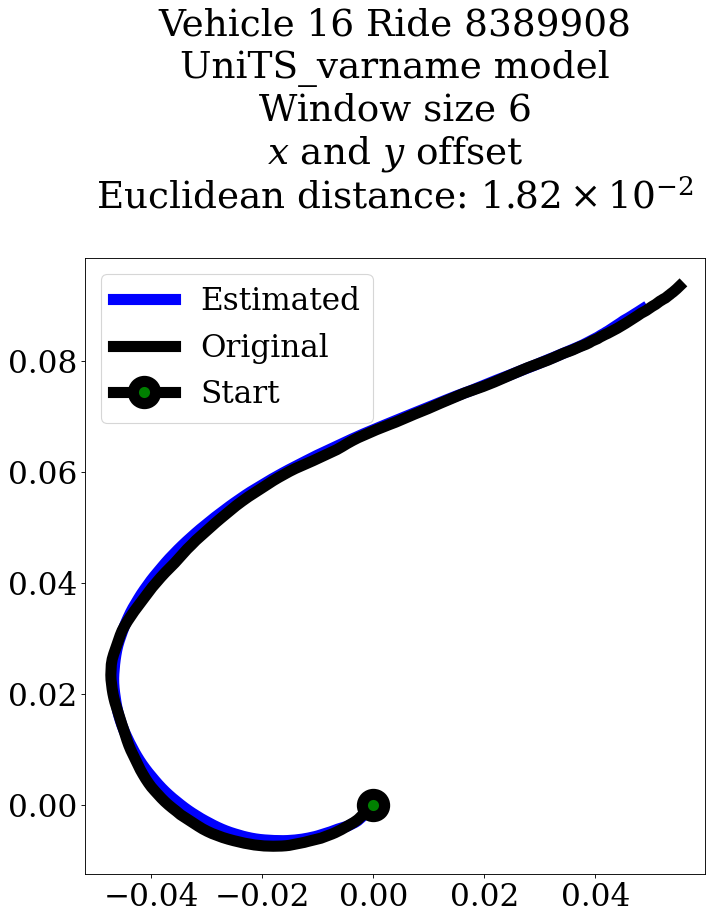 Vehicle 16 Ride 8389908
UniTS_varname model
Window size 6
x and y offset
Euclidean distance: 1.82 × 10⁻²
Estimated
Original
Start
0.08
0.06
0.04
0.02
0.00
−0.04 −0.02 0.00 0.02 0.04